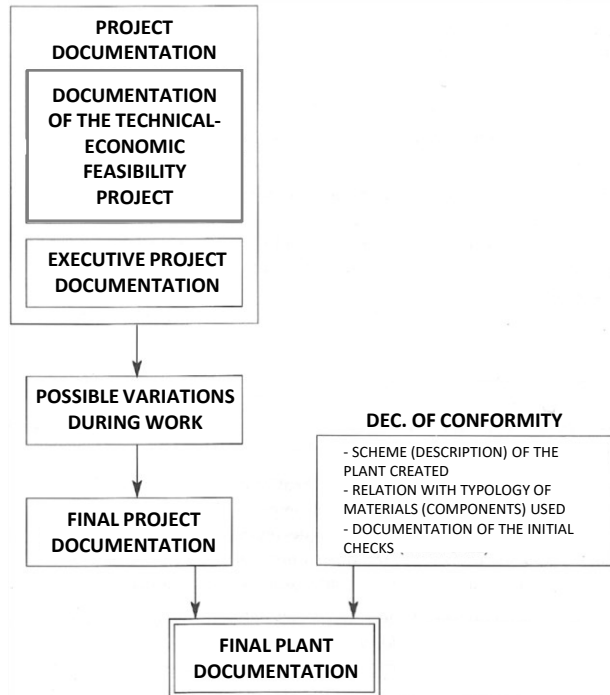 PROJECT
DOCUMENTATION
DOCUMENTATION
OF THE TECHNICAL-
ECONOMIC
FEASIBILITY
PROJECT
EXECUTIVE PROJECT
DOCUMENTATION
POSSIBLE VARIATIONS
DURING WORK
FINAL PROJECT
DOCUMENTATION
DEC. OF CONFORMITY
- SCHEME (DESCRIPTION) OF THE
PLANT CREATED
- RELATION WITH TYPOLOGY OF
MATERIALS (COMPONENTS) USED
- DOCUMENTATION OF THE INITIAL
CHECKS
FINAL PLANT
DOCUMENTATION